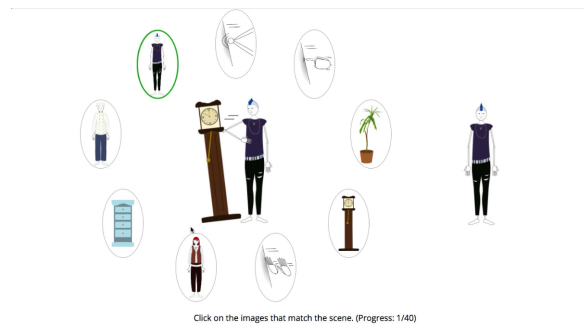 Click on the images that match the scene. (Progress: 1/40)